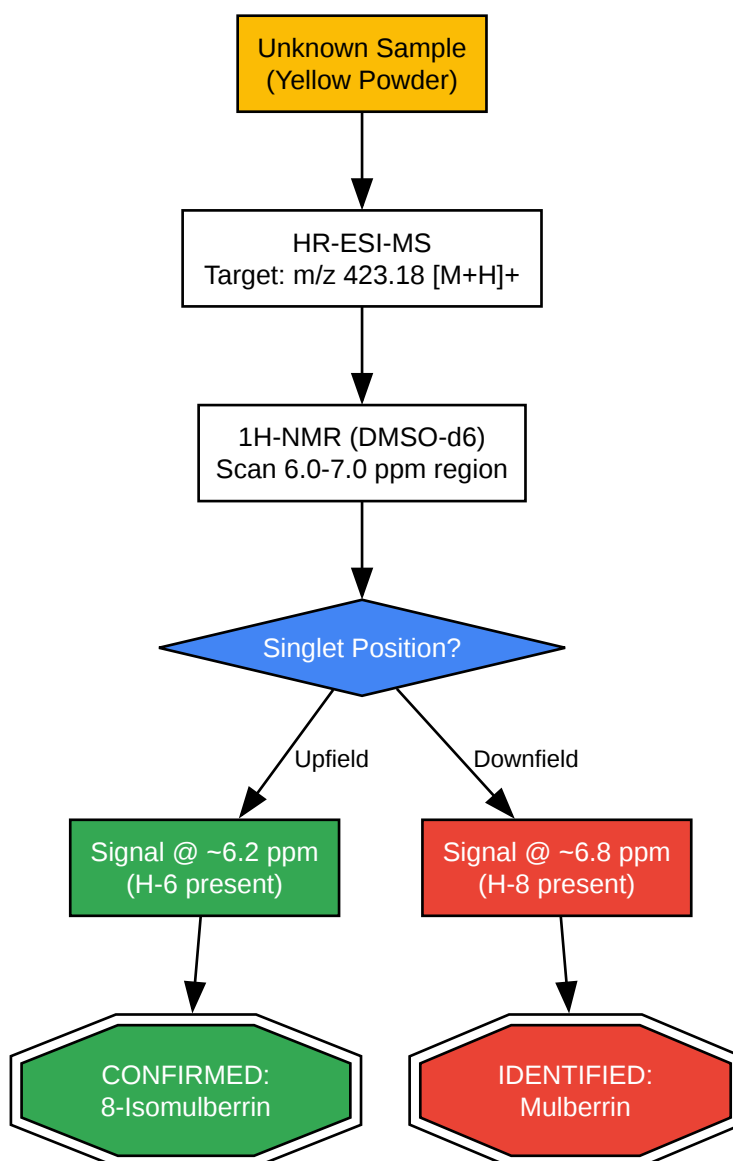 Unknown Sample
(Yellow Powder)
HR-ESI-MS
Target: m/z 423.18 [M+H]+
1H-NMR (DMSO-d6)
Scan 6.0-7.0 ppm region
Singlet Position?
Upfield
Downfield
Signal @ ~6.2 ppm
(H-6 present)
Signal @ ~6.8 ppm
(H-8 present)
CONFIRMED:
8-Isomulberrin
IDENTIFIED:
Mulberrin